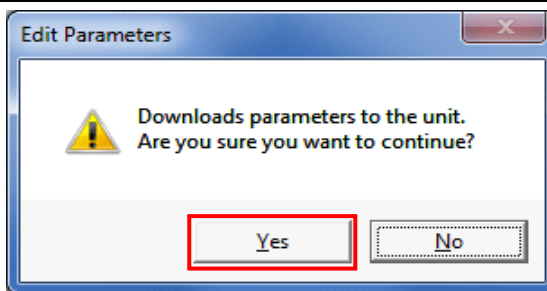 Edit Parameters
Downloads parameters to the unit.
Are you sure you want to continue?
Yes
No